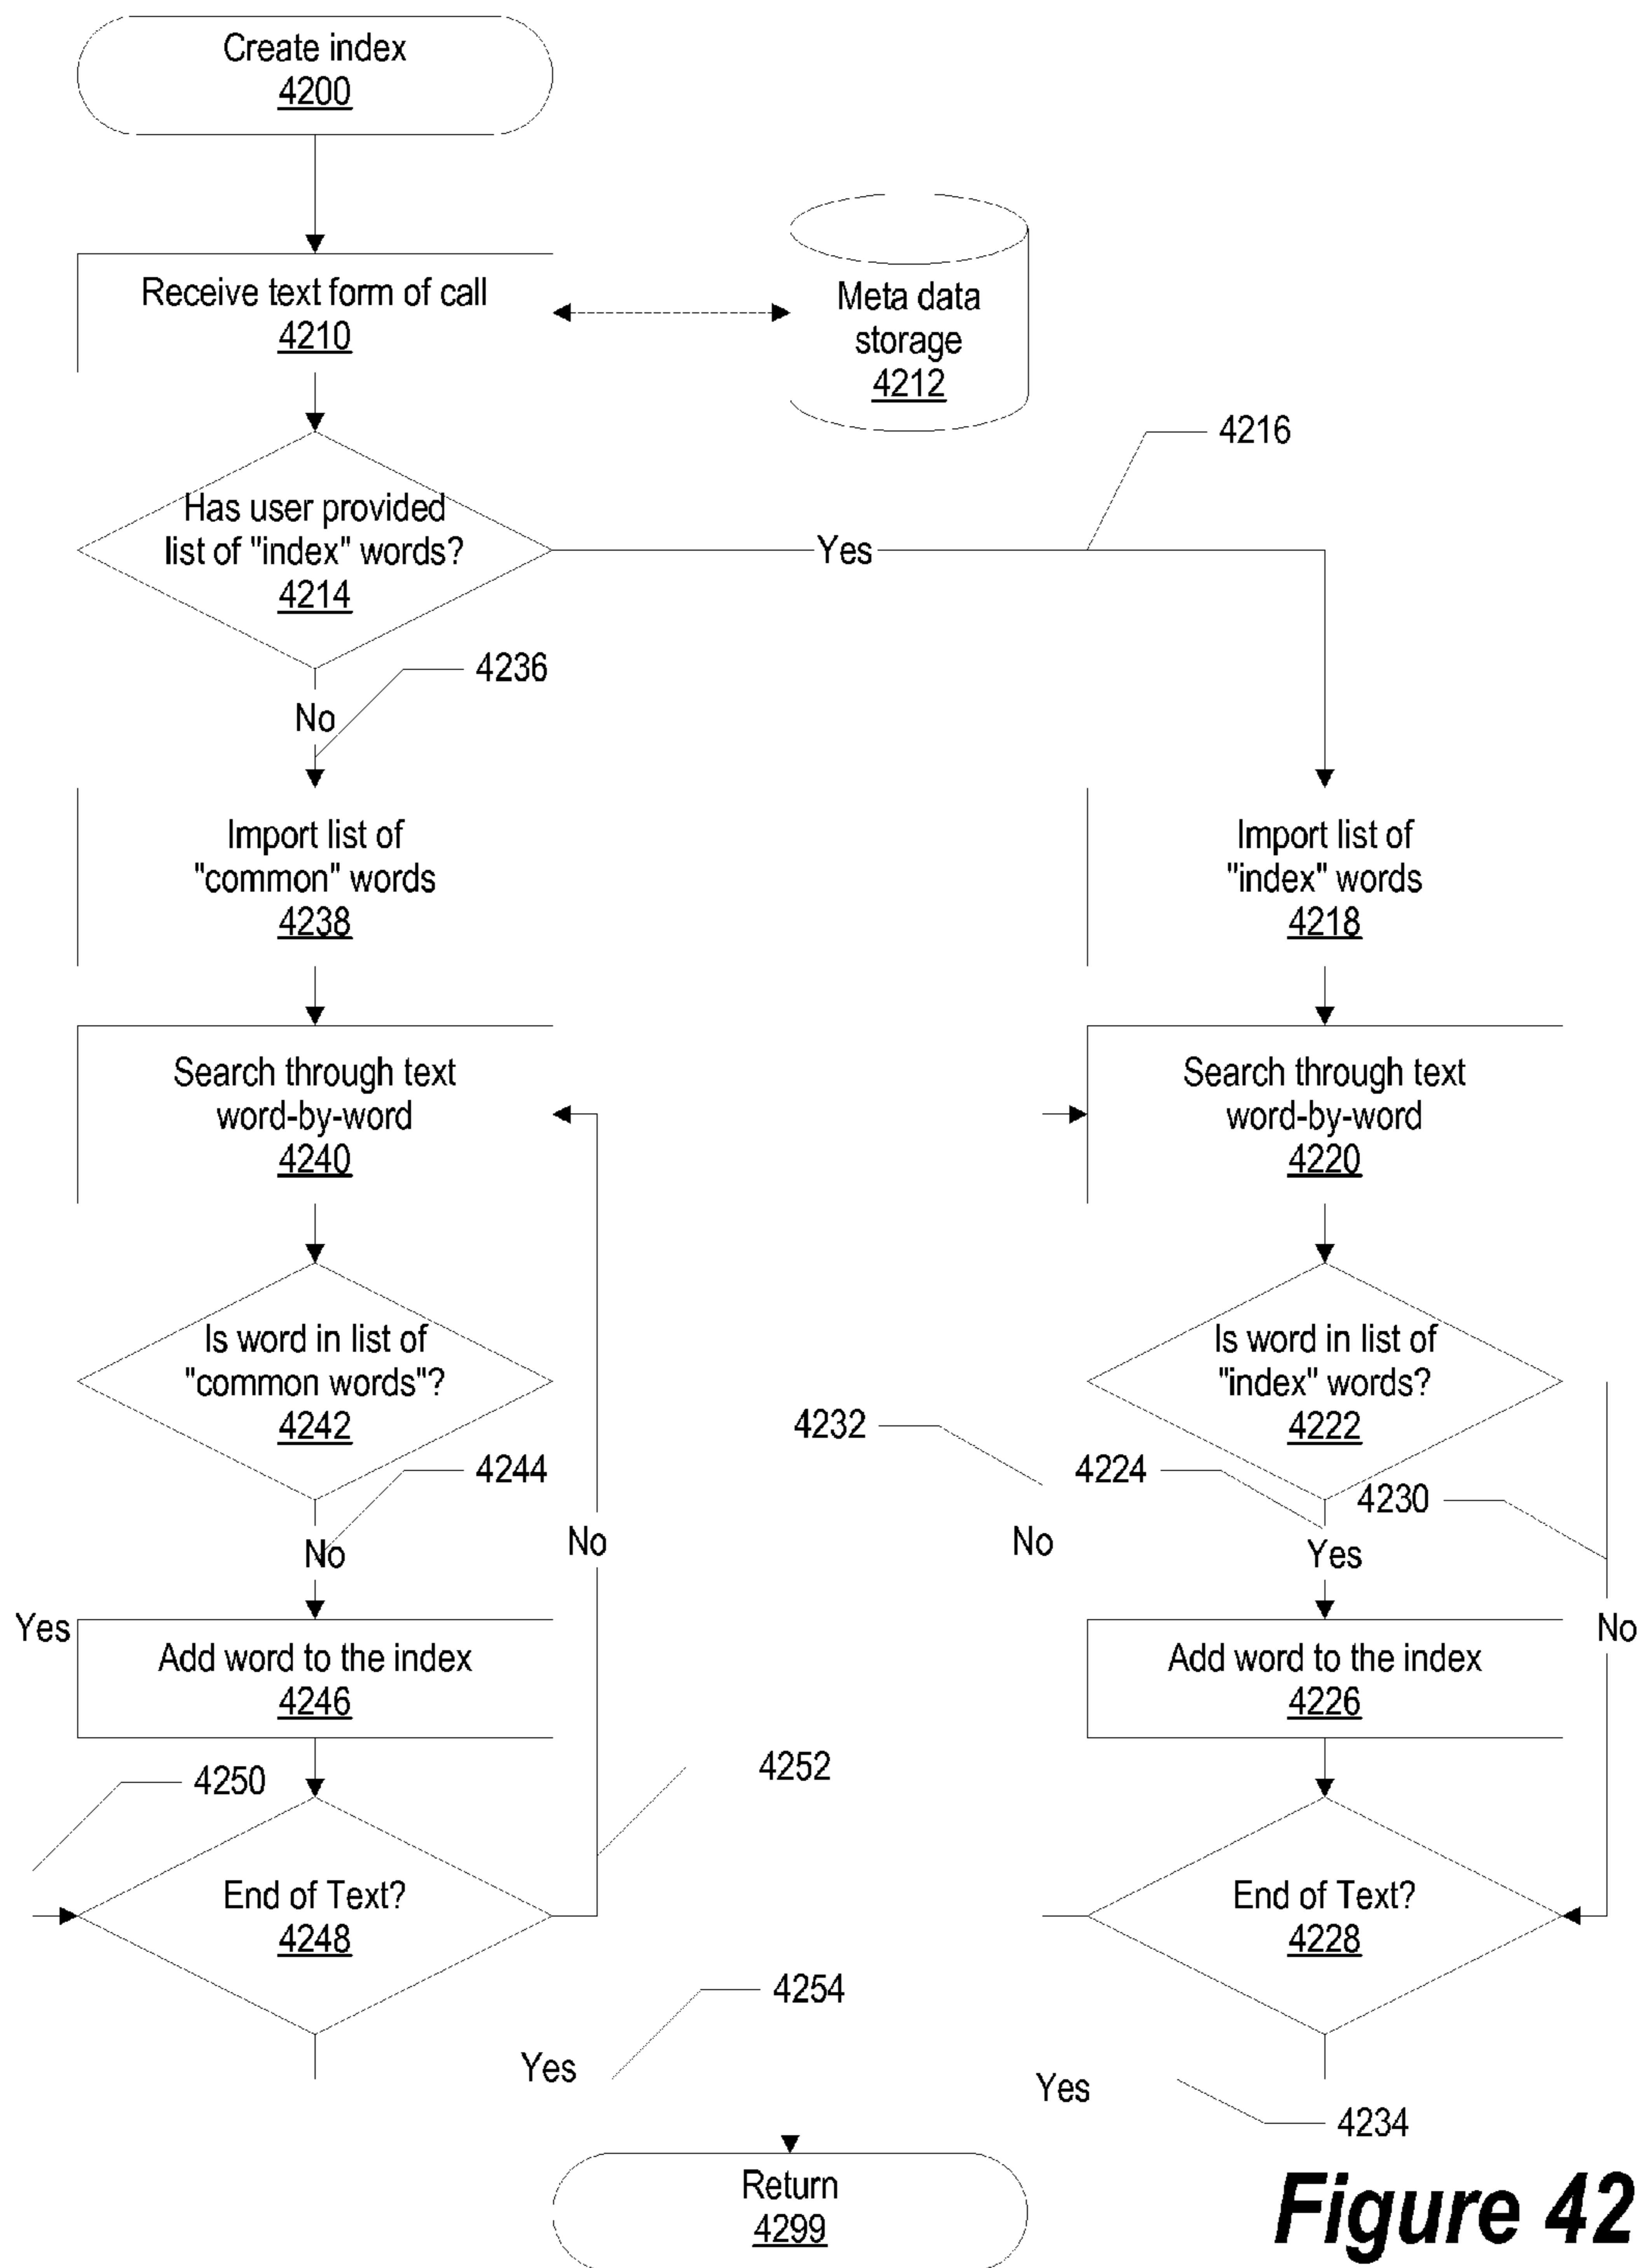 Create index
4200
Receive text form of call
4210
Meta data
storage
4212
4216
Has user provided
list of "index" words?
4214
Yes
4236
No
Import list of
"common" words
4238
Import list of
"index" words
4218
Search through text
word-by-word
4240
Search through text
word-by-word
4220
Is word in list of
"common words"?
4242
Is word in list of
"index" words?
4222
4232
4244
4224
4230
No
No
No
Yes
Yes
No
Add word to the index
4246
Add word to the index
4226
4250
4252
End of Text?
4248
End of Text?
4228
4254
Yes
Yes
4234
Return
4299
Figure 42